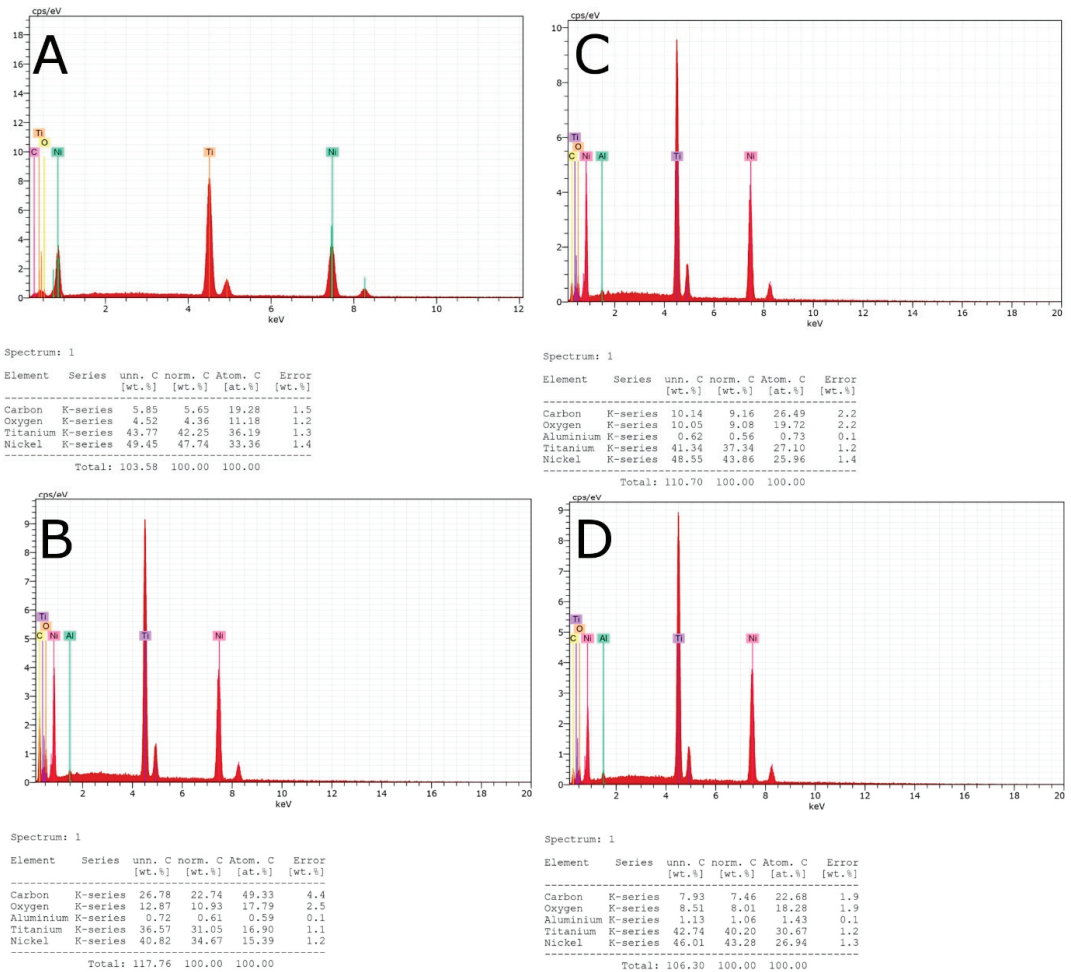 cps/eV
A
18
16
14
12
10
8
6
4
2
0
Ti
O
C
Ni
Ti
Ni
2
4
6
8
10
12
keV
Spectrum: 1
Element Series unn. C norm. C Atom. C Error
[wt.%] [wt.%] [at.%] [wt.%]
Carbon K-series 5.85 5.65 19.28 1.5
Oxygen K-series 4.52 4.36 11.18 1.2
Titanium K-series 43.77 42.25 36.19 1.3
Nickel K-series 49.45 47.74 33.36 1.4
Total: 103.58 100.00 100.00
cps/eV
C
10
8
6
4
2
0
Ti
O
C
Ni
Al
Ti
Ni
2
4
6
8
10
12
14
16
18
20
keV
Spectrum: 1
Element Series unn. C norm. C Atom. C Error
[wt.%] [wt.%] [at.%] [wt.%]
Carbon K-series 10.14 9.16 26.49 2.2
Oxygen K-series 10.05 9.08 19.72 2.2
Aluminium K-series 0.62 0.56 0.73 0.1
Titanium K-series 41.34 37.34 27.10 1.2
Nickel K-series 48.55 43.86 25.96 1.4
Total: 110.70 100.00 100.00
cps/eV
B
9
8
7
6
5
4
3
2
1
0
Ti
O
C
Ni
Al
Ti
Ni
2
4
6
8
10
12
14
16
18
20
keV
Spectrum: 1
Element Series unn. C norm. C Atom. C Error
[wt.%] [wt.%] [at.%] [wt.%]
Carbon K-series 26.78 22.74 49.33 4.4
Oxygen K-series 12.87 10.93 17.79 2.5
Aluminium K-series 0.72 0.61 0.59 0.1
Titanium K-series 36.57 31.05 16.90 1.1
Nickel K-series 40.82 34.67 15.39 1.2
Total: 117.76 100.00 100.00
cps/eV
D
9
8
7
6
5
4
3
2
1
0
Ti
O
C
Ni
Al
Ti
Ni
2
4
6
8
10
12
14
16
18
20
keV
Spectrum: 1
Element Series unn. C norm. C Atom. C Error
[wt.%] [wt.%] [at.%] [wt.%]
Carbon K-series 7.93 7.46 22.68 1.9
Oxygen K-series 8.51 8.01 18.28 1.9
Aluminium K-series 1.13 1.06 1.43 0.1
Titanium K-series 42.74 40.20 30.67 1.2
Nickel K-series 46.01 43.28 26.94 1.3
Total: 106.30 100.00 100.00